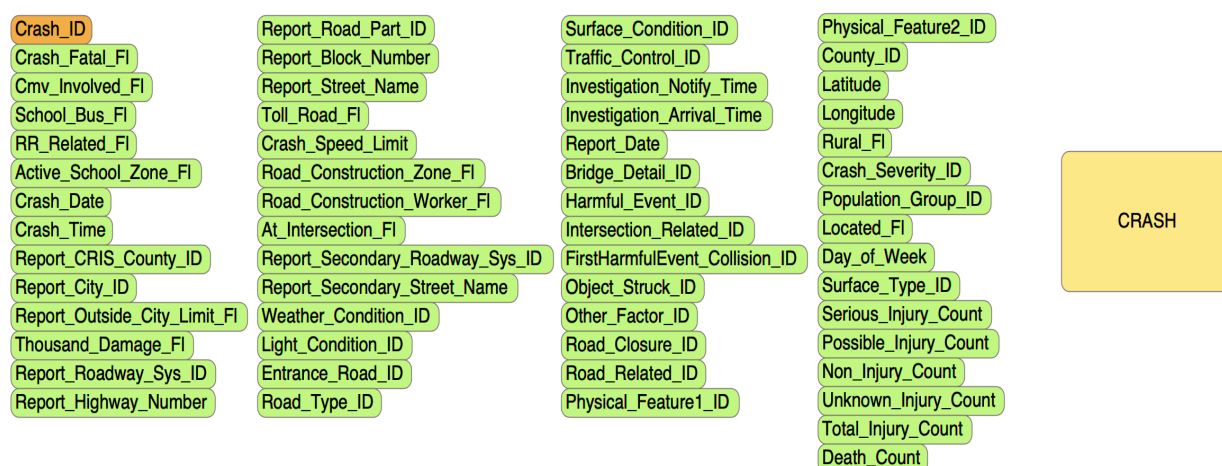 Crash_ID
Crash_Fatal_Fl
Cmv_Involved_Fl
School_Bus_Fl
RR_Related_Fl
Active_School_Zone_Fl
Crash_Date
Crash_Time
Report_CRIS_County_ID
Report_City_ID
Report_Outside_City_Limit_Fl
Thousand_Damage_Fl
Report_Roadway_Sys_ID
Report_Highway_Number
Report_Road_Part_ID
Report_Block_Number
Report_Street_Name
Toll_Road_Fl
Crash_Speed_Limit
Road_Construction_Zone_Fl
Road_Construction_Worker_Fl
At_Intersection_Fl
Report_Secondary_Roadway_Sys_ID
Report_Secondary_Street_Name
Weather_Condition_ID
Light_Condition_ID
Entrance_Road_ID
Road_Type_ID
Surface_Condition_ID
Traffic_Control_ID
Investigation_Notify_Time
Investigation_Arrival_Time
Report_Date
Bridge_Detail_ID
Harmful_Event_ID
Intersection_Related_ID
FirstHarmfulEvent_Collision_ID
Object_Struck_ID
Other_Factor_ID
Road_Closure_ID
Road_Related_ID
Physical_Feature1_ID
Physical_Feature2_ID
County_ID
Latitude
Longitude
Rural_Fl
Crash_Severity_ID
Population_Group_ID
Located_Fl
Day_of_Week
Surface_Type_ID
Serious_Injury_Count
Possible_Injury_Count
Non_Injury_Count
Unknown_Injury_Count
Total_Injury_Count
Death_Count
CRASH